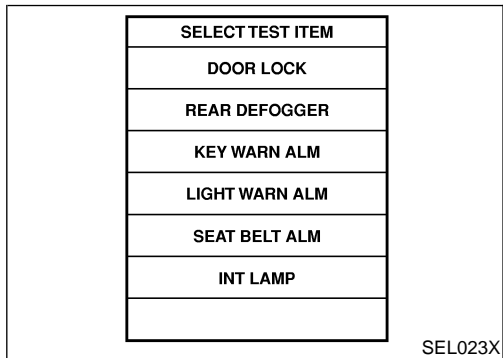 SELECT TEST ITEM
DOOR LOCK
REAR DEFOGGER
KEY WARN ALM
LIGHT WARN ALM
SEAT BELT ALM
INT LAMP
SEL023X